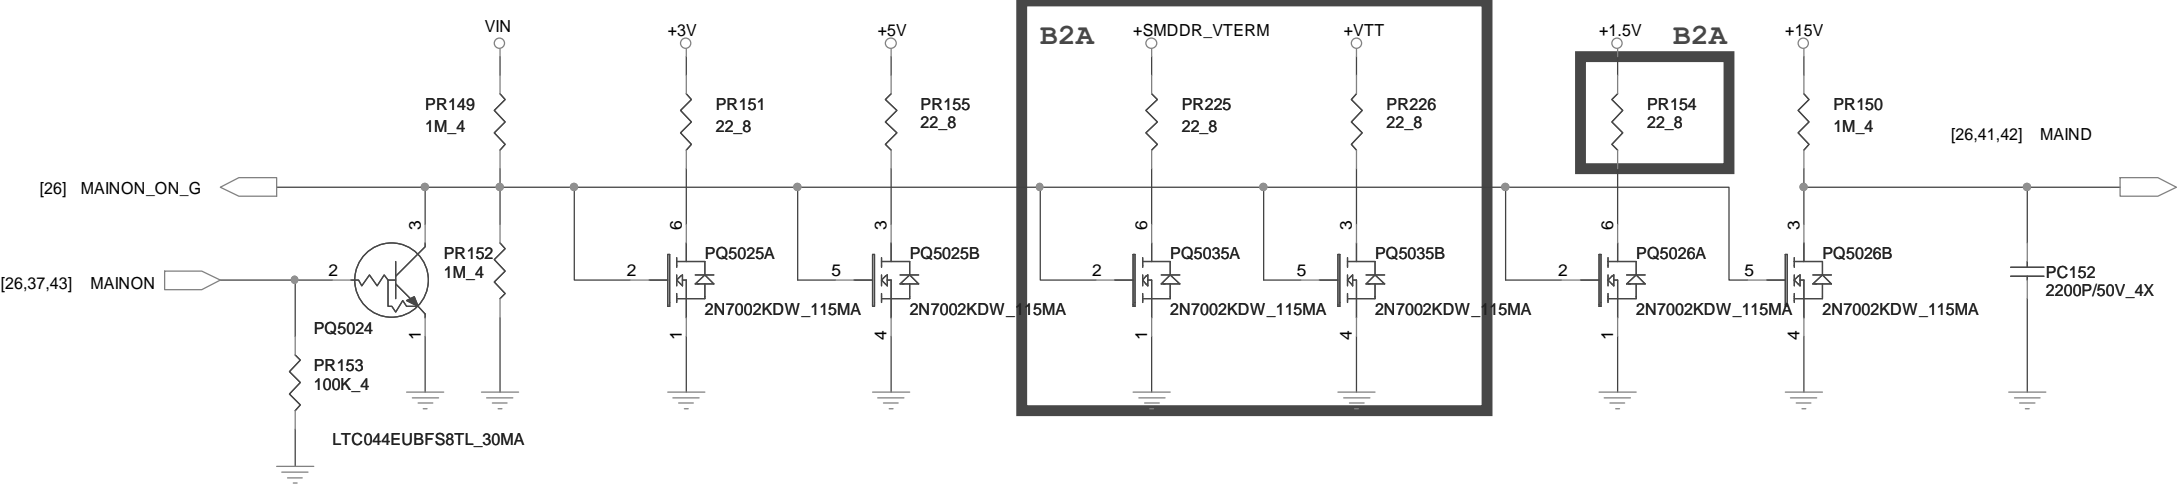 VIN
+3V
+5V
B2A
+SMDDR_VTERM
+VTT
+1.5V
B2A
+15V
PR149
1M_4
PR151
22_8
PR155
22_8
PR225
22_8
PR226
22_8
PR154
22_8
PR150
1M_4
[26,41,42] MAIND
[26] MAINON_ON_G
3
6
3
6
3
6
3
PR152
1M_4
PQ5025A
PQ5025B
PQ5035A
PQ5035B
PQ5026A
PQ5026B
[26,37,43] MAINON
2
2
5
2
5
2
5
PC152
2200P/50V_4X
2N7002KDW_115MA
2N7002KDW_115MA
2N7002KDW_115MA
2N7002KDW_115MA
2N7002KDW_115MA
2N7002KDW_115MA
PQ5024
1
1
4
1
4
1
4
PR153
100K_4
LTC044EUBFS8TL_30MA